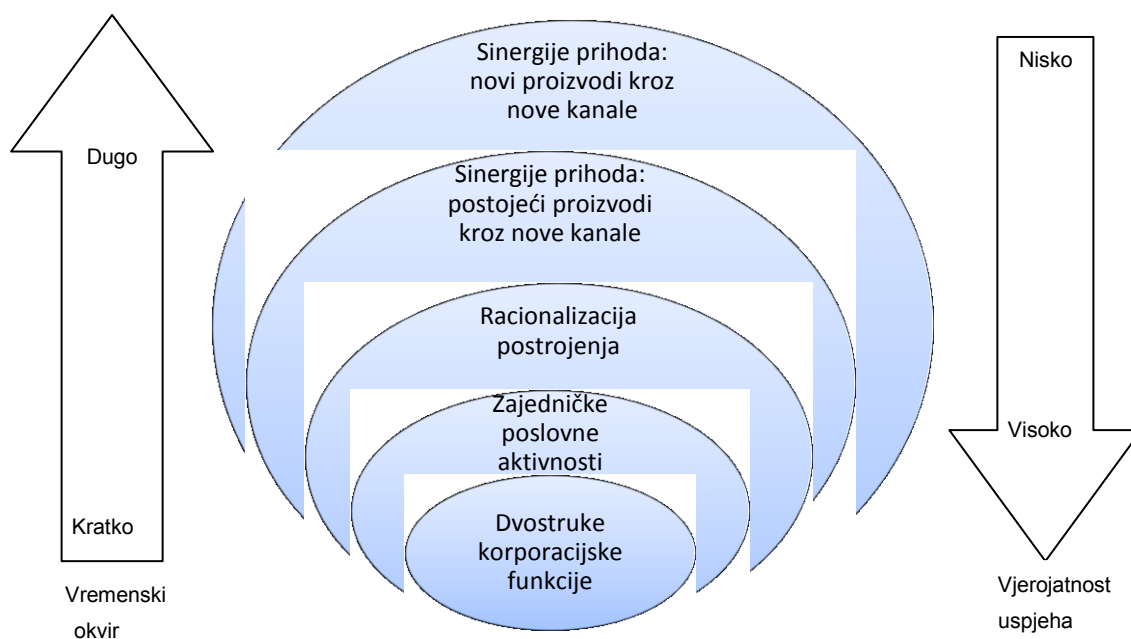 Sinergije prihoda:
novi proizvodi kroz
nove kanale
Sinergije prihoda:
postojeći proizvodi
kroz nove kanale
Racionalizacija
postrojenja
Zajedničke
poslovne
aktivnosti
Dvostruke
korporacijske
funkcije
Dugo
Kratko
Vremenski
okvir
Nisko
Visoko
Vjerojatnost
uspjeha